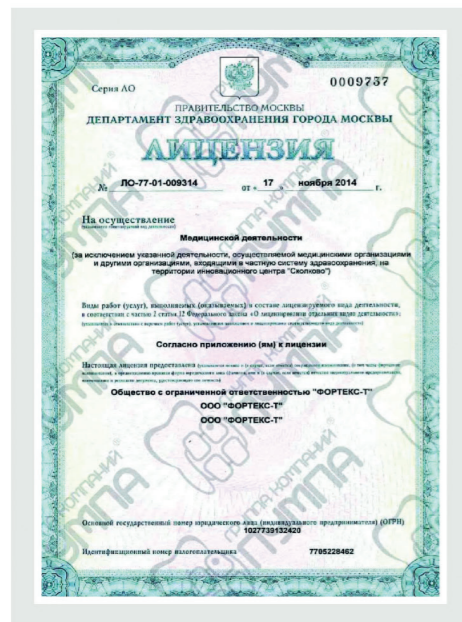 Серия ЛО
0009737
ПРАВИТЕЛЬСТВО МОСКВЫ
ДЕПАРТАМЕНТ ЗДРАВООХРАНЕНИЯ ГОРОДА МОСКВЫ
ЛИЦЕНЗИЯ
№ ЛО-77-01-009314 от « 17 » ноября 2014 г.
На осуществление
(указывается лицензируемый вид деятельности)
Медицинской деятельности
(за исключением указанной деятельности, осуществляемой медицинскими организациями
и другими организациями, входящими в частную систему здравоохранения, на
территории инновационного центра "Сколково")
Виды работ (услуг), выполняемых (оказываемых) в составе лицензируемого вида деятельности,
в соответствии с частью 2 статьи 12 Федерального закона «О лицензировании отдельных видов деятельности»:
Согласно приложению (ям) к лицензии
Настоящая лицензия предоставлена
Общество с ограниченной ответственностью "ФОРТЕКС-Т"
ООО "ФОРТЕКС-Т"
ООО "ФОРТЕКС-Т"
Основной государственный номер юридического лица (индивидуального предпринимателя) (ОГРН)
1027739132420
Идентификационный номер налогоплательщика 7705228462